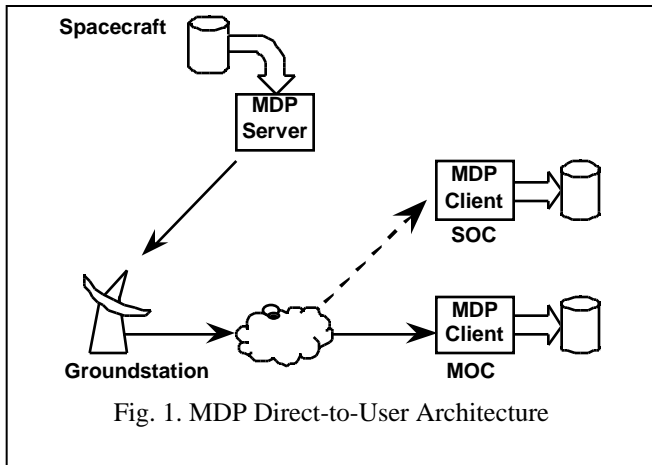 Spacecraft
MDP
Server
MDP
Client
SOC
MDP
Client
MOC
Groundstation
Fig. 1. MDP Direct-to-User Architecture